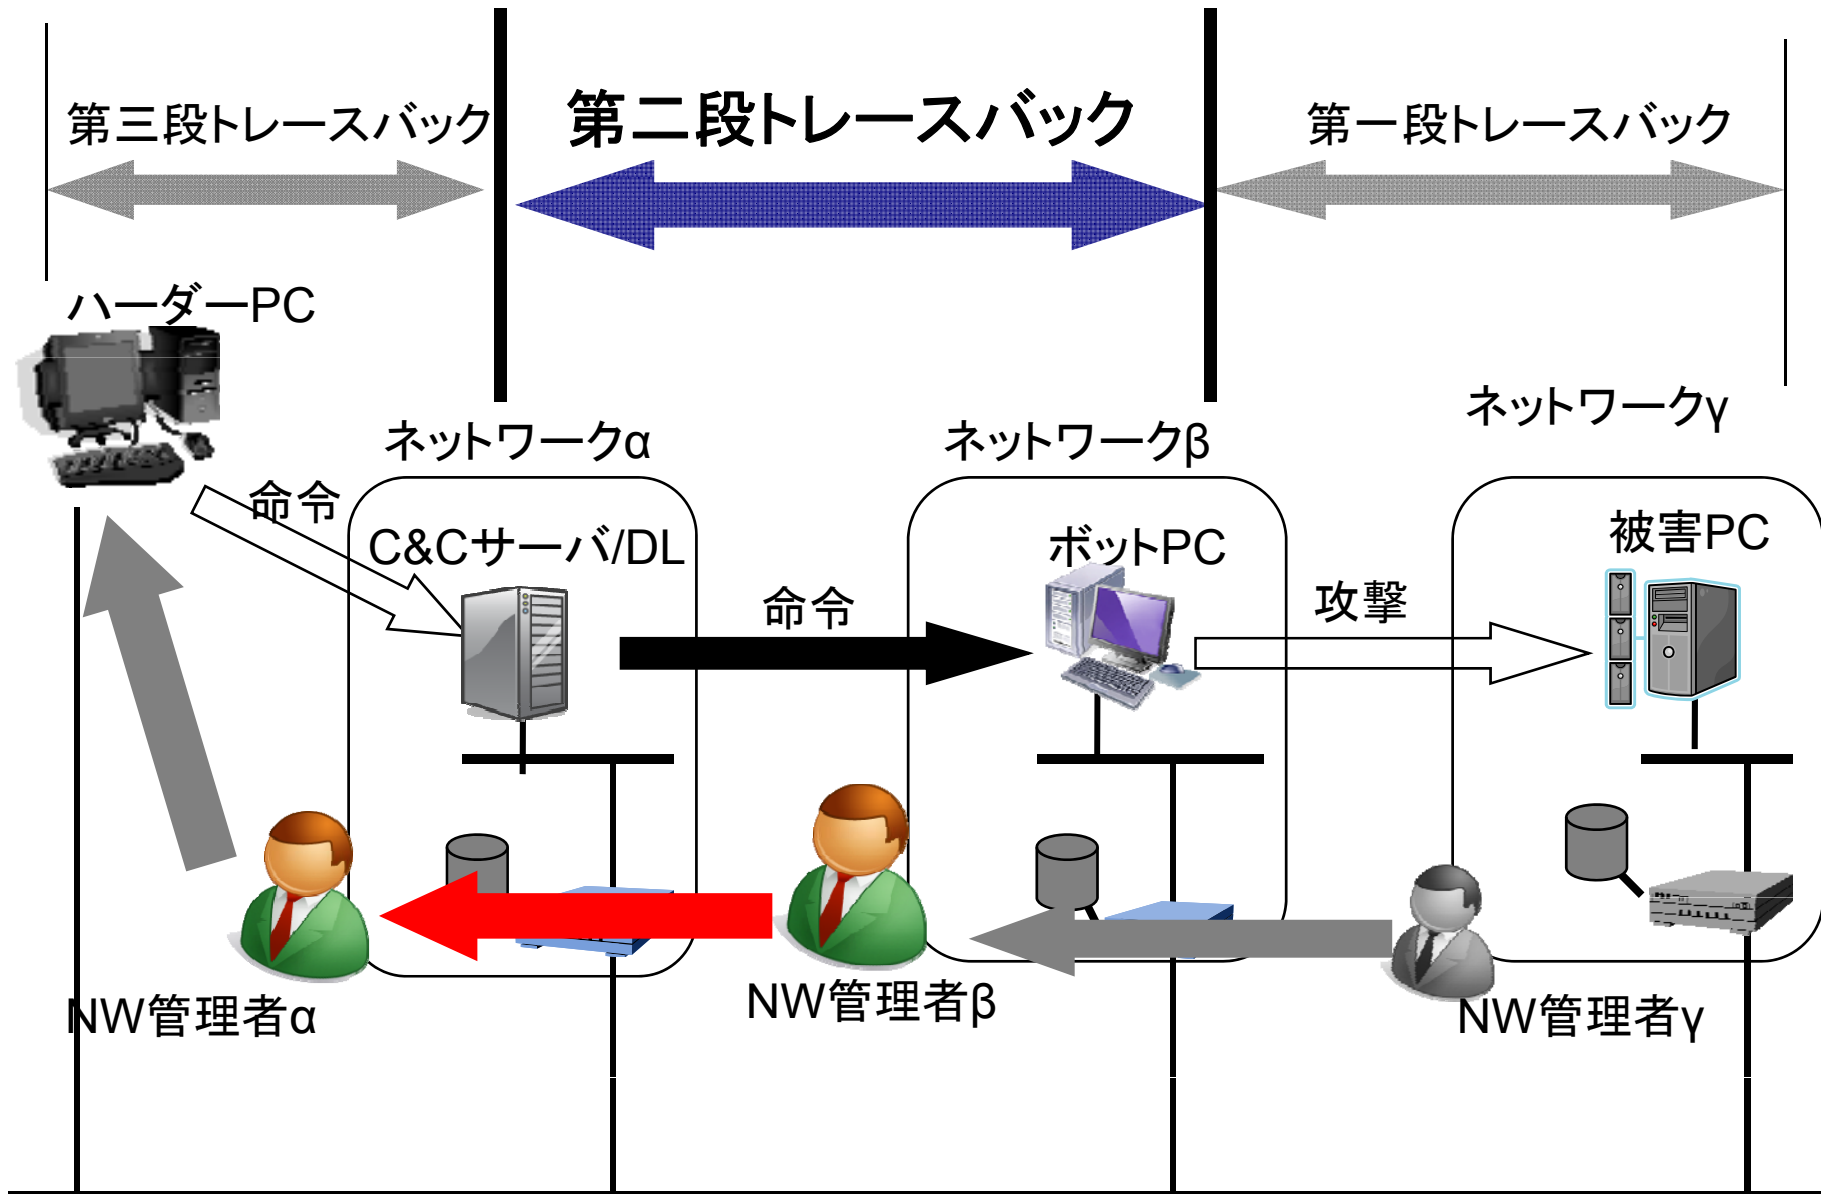 第三段トレースバック
第二段トレースバック
第一段トレースバック
ハーダーPC
ネットワークα
ネットワークβ
ネットワークγ
命令
C&Cサーバ/DL
命令
ボットPC
攻撃
被害PC
NW管理者α
NW管理者β
NW管理者γ